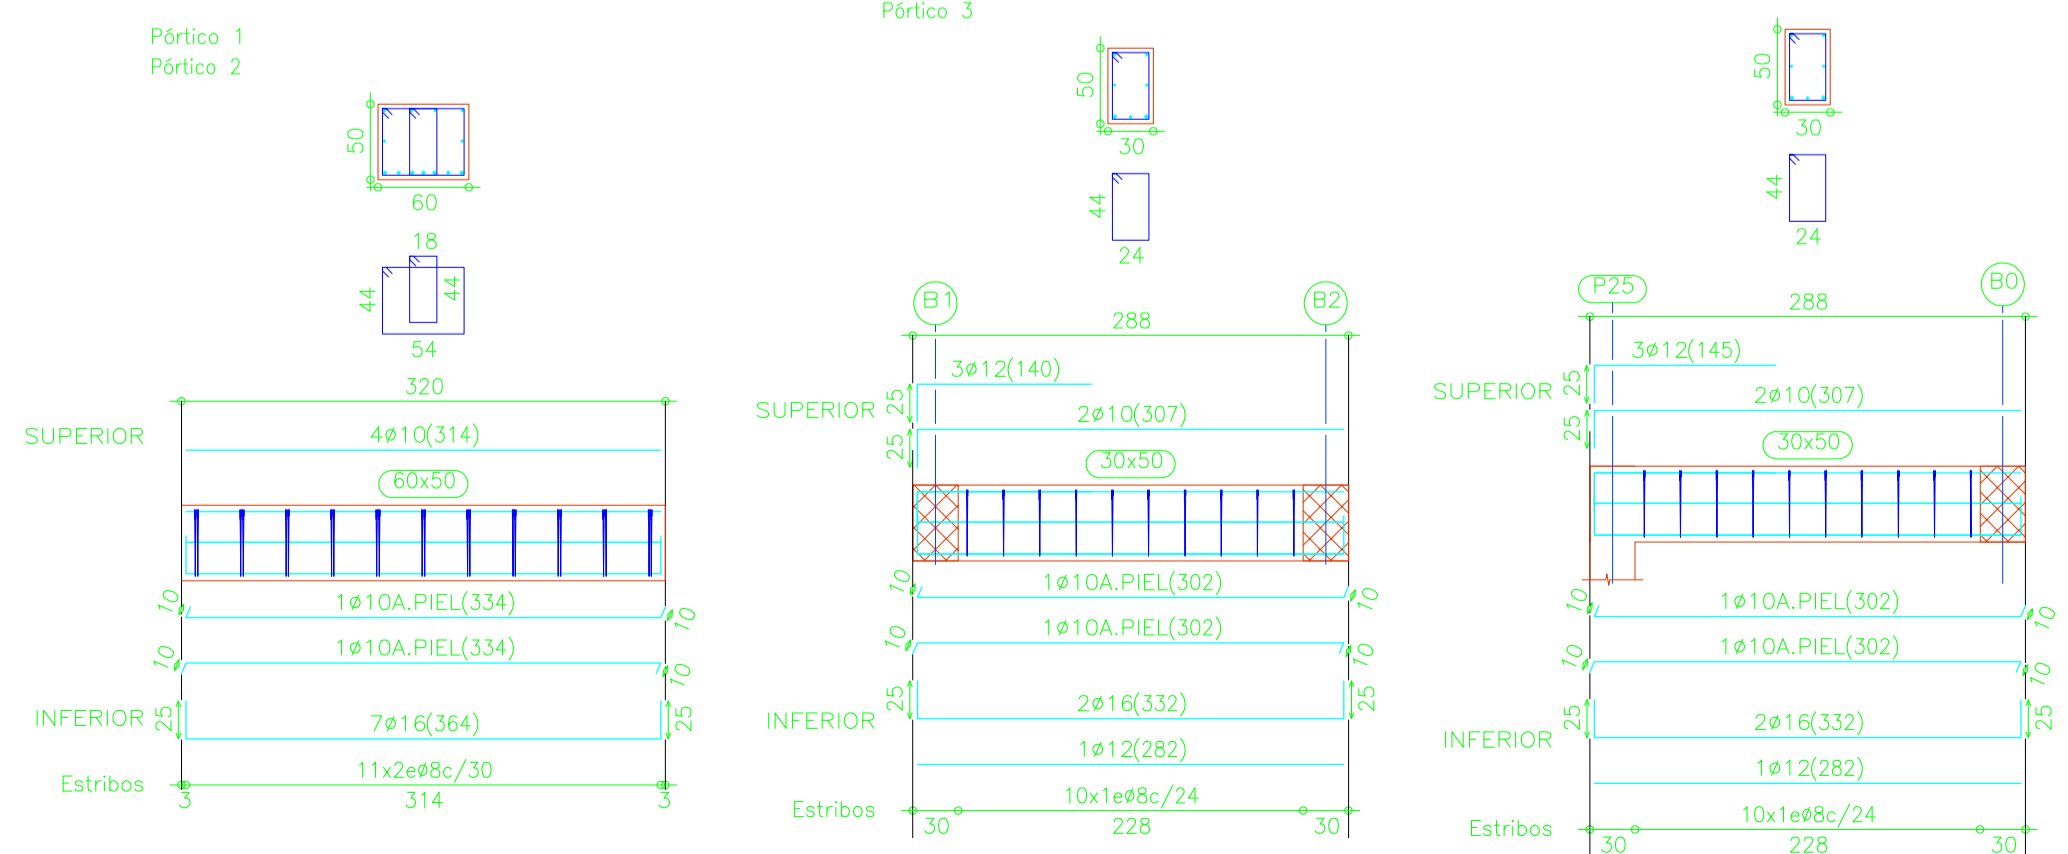 Pórtico 1
Pórtico 2
50
60
18
44
44
54
320
SUPERIOR
4ø10(314)
60x50
1ø10A.PIEL(334)
10
10
1ø10A.PIEL(334)
10
10
INFERIOR
25
7ø16(364)
25
Estribos
11x2eø8c/30
3
314
3
Pórtico 3
50
30
44
24
B1
B2
288
3ø12(140)
SUPERIOR
25
2ø10(307)
25
30x50
1ø10A.PIEL(302)
10
10
1ø10A.PIEL(302)
10
10
INFERIOR
25
2ø16(332)
25
1ø12(282)
Estribos
10x1eø8c/24
30
228
30
50
30
44
24
P25
B0
288
3ø12(145)
SUPERIOR
25
2ø10(307)
25
30x50
1ø10A.PIEL(302)
10
10
1ø10A.PIEL(302)
10
10
INFERIOR
25
2ø16(332)
25
1ø12(282)
Estribos
10x1eø8c/24
30
228
30